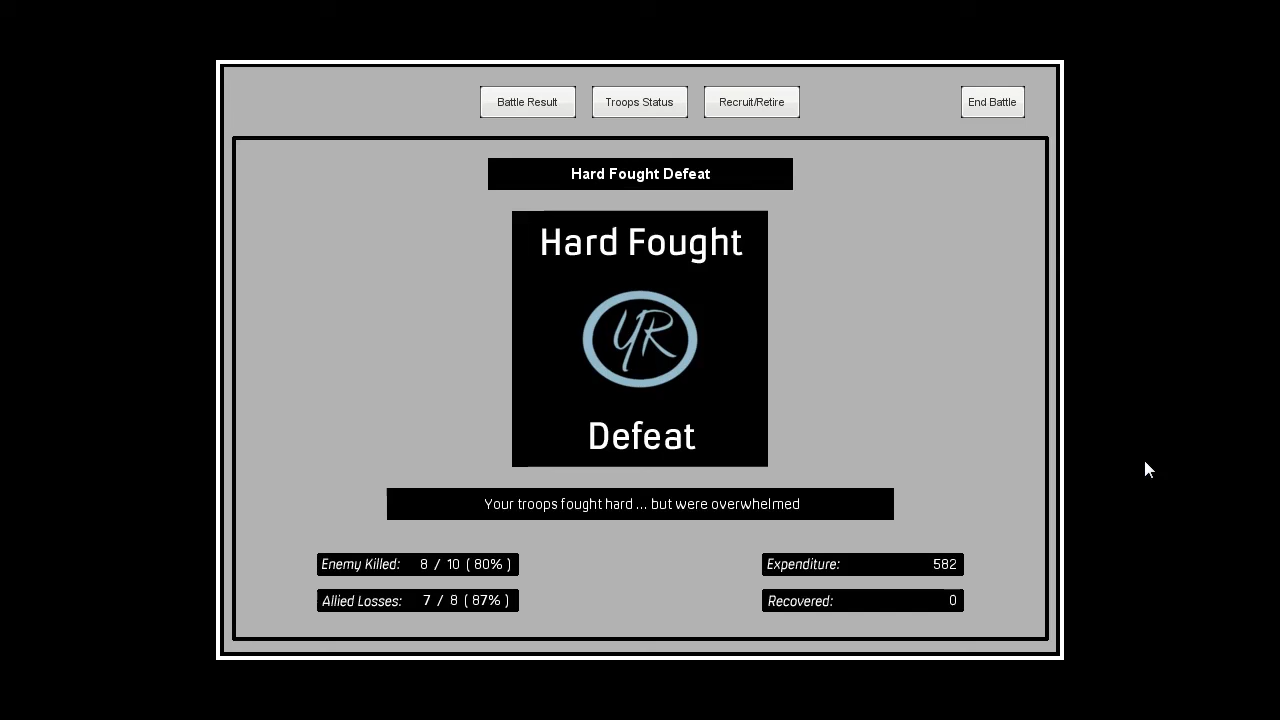 Battle Result
Troops Status
Recruit/Retire
End Battle
Hard Fought Defeat
Hard Fought
YR
Defeat
Your troops fought hard ... but were overwhelmed
Enemy Killed: 8 / 10 ( 80% )
Expenditure: 582
Allied Losses: 7 / 8 ( 87% )
Recovered: 0